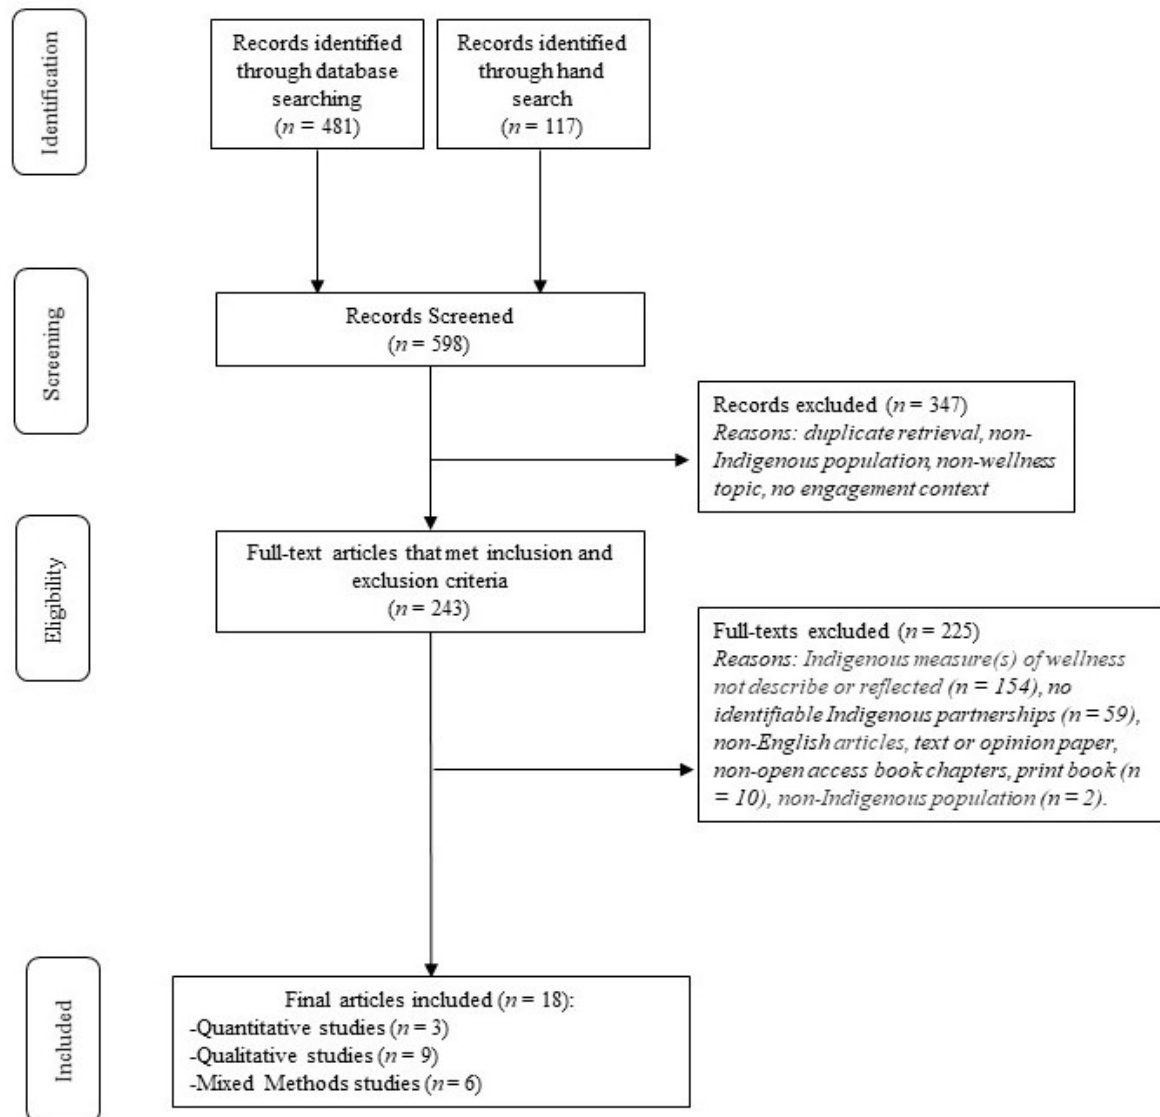 Identification
Records identified
through database
searching
(n = 481)
Records identified
through hand
search
(n = 117)
Screening
Records Screened
(n = 598)
Records excluded (n = 347)
Reasons: duplicate retrieval, non-
Indigenous population, non-wellness
topic, no engagement context
Eligibility
Full-text articles that met inclusion and
exclusion criteria
(n = 243)
Full-texts excluded (n = 225)
Reasons: Indigenous measure(s) of wellness
not describe or reflected (n = 154), no
identifiable Indigenous partnerships (n = 59),
non-English articles, text or opinion paper,
non-open access book chapters, print book (n
= 10), non-Indigenous population (n = 2).
Included
Final articles included (n = 18):
-Quantitative studies (n = 3)
-Qualitative studies (n = 9)
-Mixed Methods studies (n = 6)